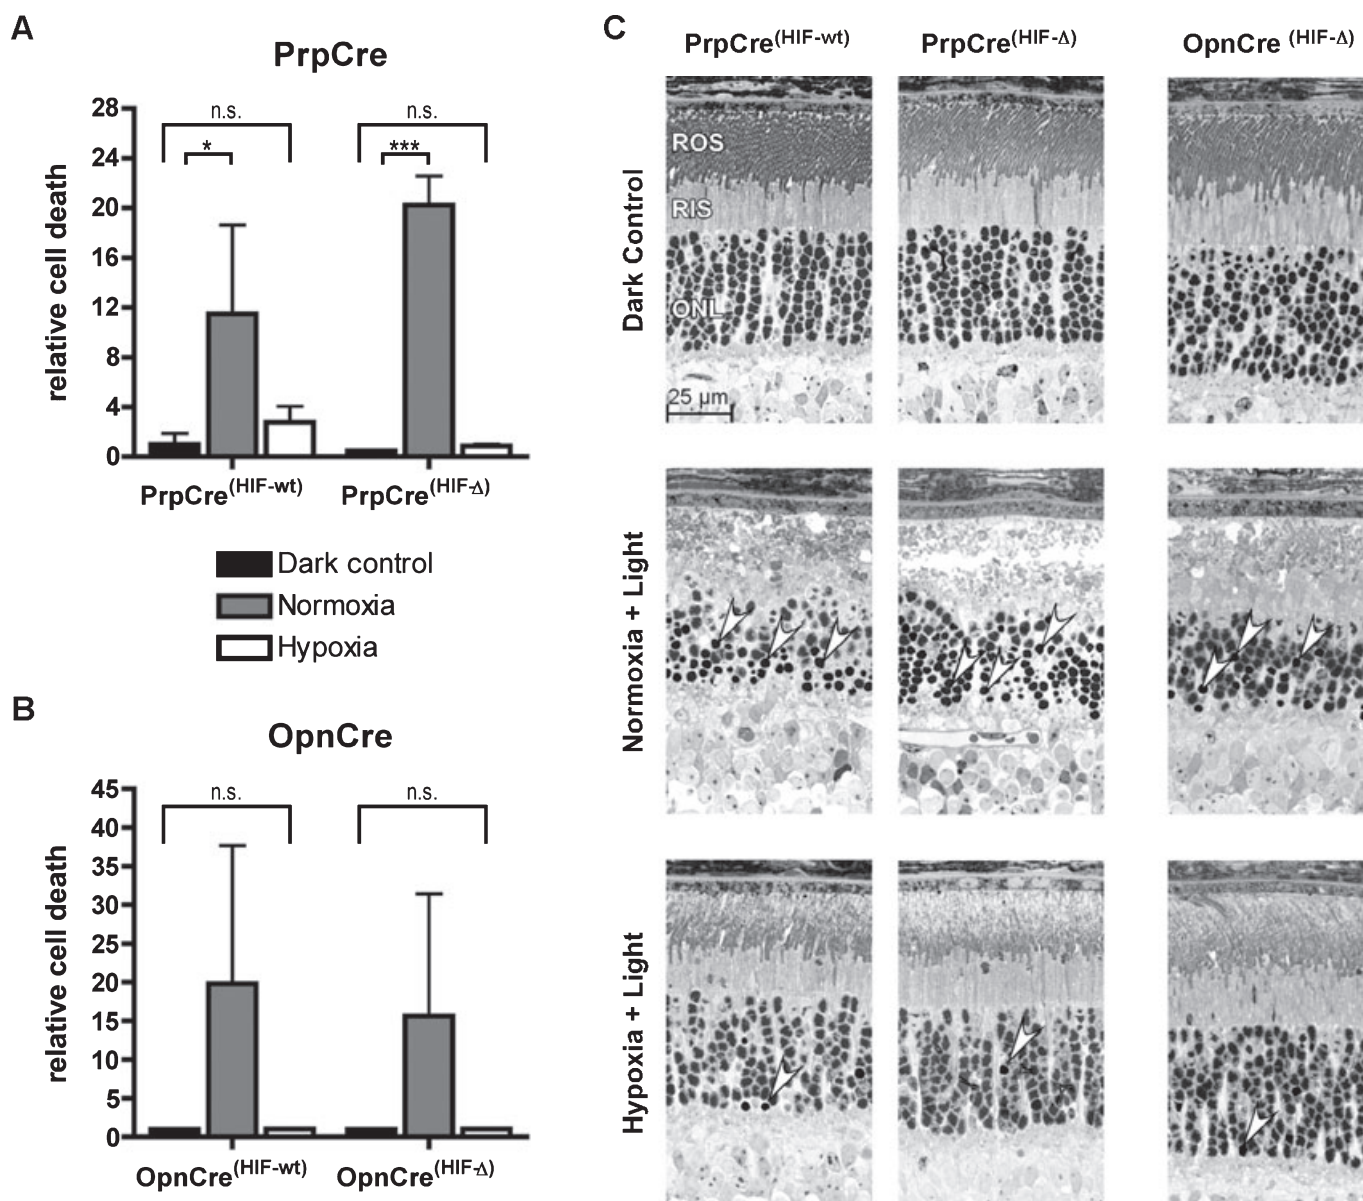 A
PrpCre
28
24
20
16
12
8
4
0
relative cell death
n.s.
*
n.s.
***
PrpCre(HIF-wt)
PrpCre(HIF-Δ)
Dark control
Normoxia
Hypoxia
B
OpnCre
45
40
35
30
25
20
15
10
5
0
relative cell death
n.s.
n.s.
OpnCre(HIF-wt)
OpnCre(HIF-Δ)
C
PrpCre(HIF-wt)
PrpCre(HIF-Δ)
OpnCre (HIF-Δ)
Dark Control
ROS
RIS
ONL
25 µm
Normoxia + Light
Hypoxia + Light